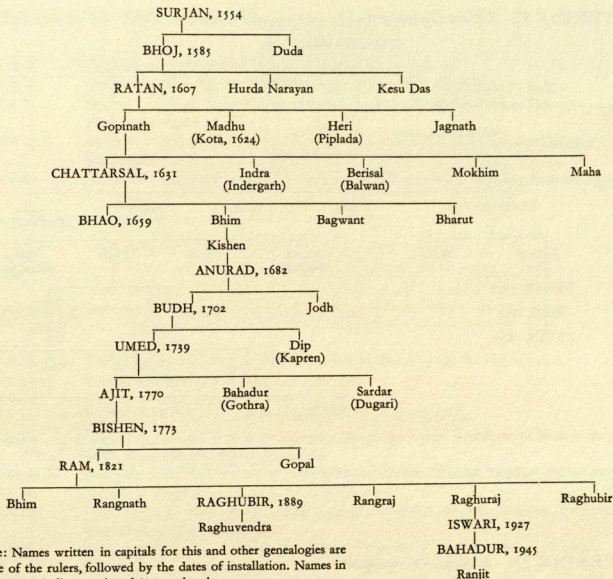 SURJAN, 1554
BHOJ, 1585 Duda
RATAN, 1607 Hurda Narayan Kesu Das
Gopinath Madhu Heri Jagnath
(Kota, 1624) (Piplada)
CHATTARSAL, 1631 Indra Berisal Mokhim Maha
(Indergarh) (Balwan)
BHAO, 1659 Bhim Bagwant Bharut
Kishen
ANURAD, 1682
BUDH, 1702 Jodh
UMED, 1739 Dip
(Kapren)
AJIT, 1770 Bahadur Sardar
(Gothra) (Dugari)
BISHEN, 1773
RAM, 1821 Gopal
Bhim Rangnath RAGHUBIR, 1889 Rangraj Raghuraj Raghubir
Raghuvendra ISWARI, 1927
: Names written in capitals for this and other genealogies are
of the rulers, followed by the dates of installation. Names in
BAHADUR, 1945
Ranjit